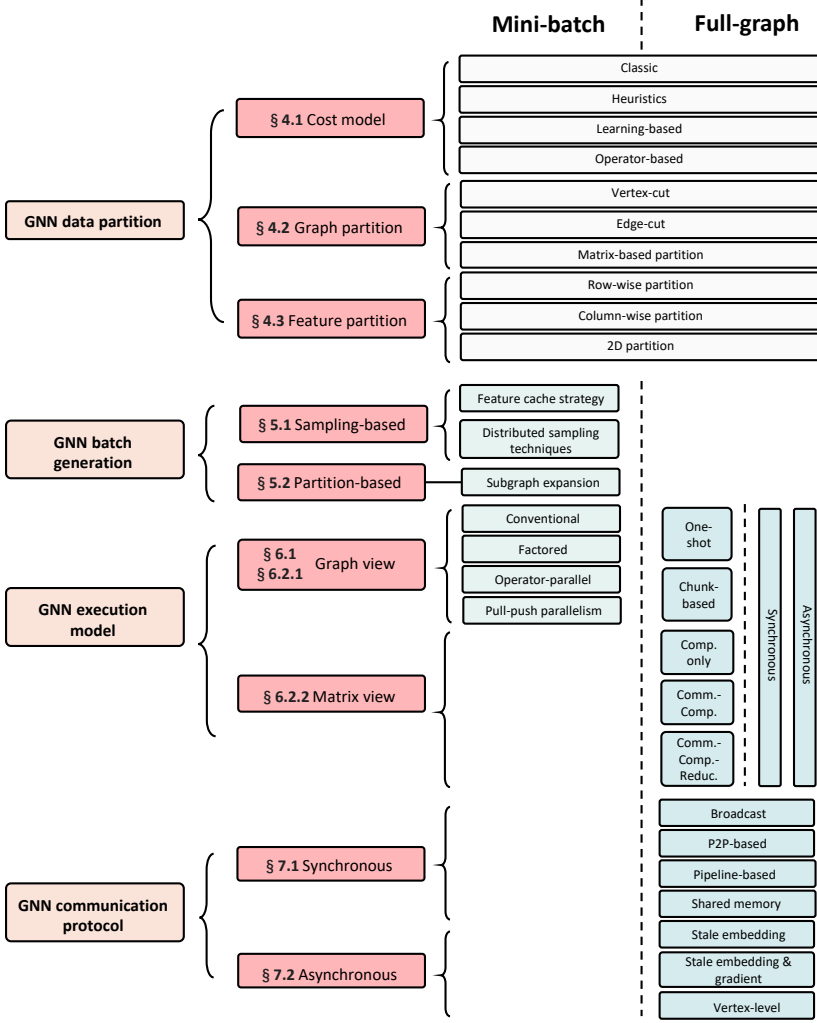 Mini-batch
Full-graph
GNN data partition
§ 4.1 Cost model
Classic
Heuristics
Learning-based
Operator-based
§ 4.2 Graph partition
Vertex-cut
Edge-cut
Matrix-based partition
§ 4.3 Feature partition
Row-wise partition
Column-wise partition
2D partition
GNN batch
generation
§ 5.1 Sampling-based
Feature cache strategy
Distributed sampling
techniques
§ 5.2 Partition-based
Subgraph expansion
GNN execution
model
§ 6.1
§ 6.2.1
Graph view
Conventional
Factored
Operator-parallel
Pull-push parallelism
One-
shot
Chunk-
based
§ 6.2.2 Matrix view
Comp.
only
Comm.-
Comp.
Comm.-
Comp.-
Reduc.
Synchronous
Asynchronous
GNN communication
protocol
§ 7.1 Synchronous
Broadcast
P2P-based
Pipeline-based
Shared memory
§ 7.2 Asynchronous
Stale embedding
Stale embedding &
gradient
Vertex-level